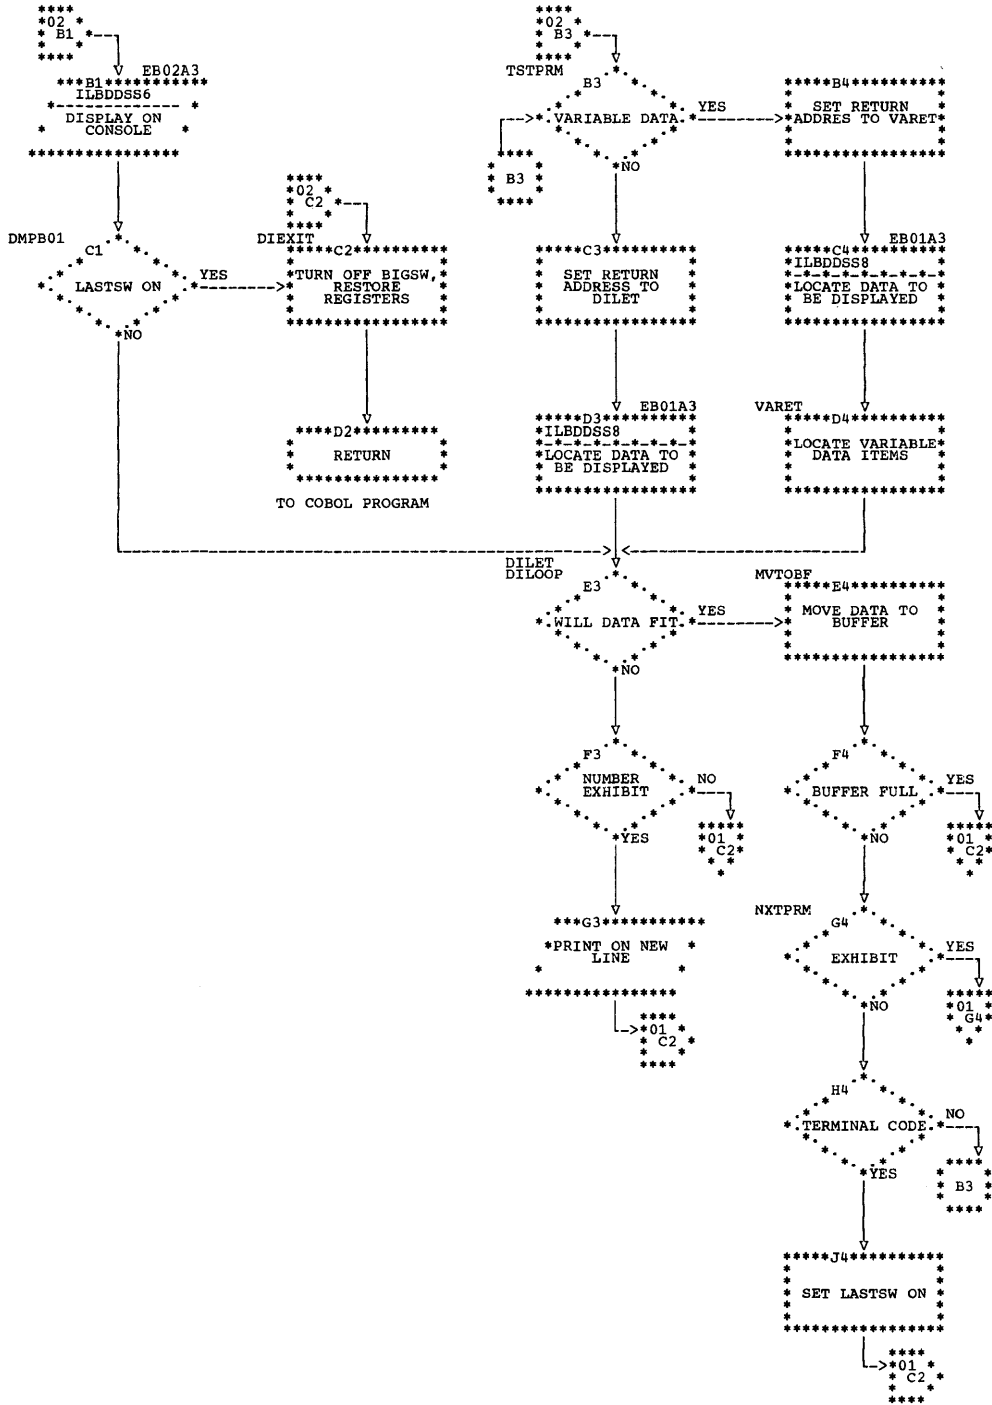 02
B1
EB02A3
B1
ILBDDSS6
DISPLAY ON
CONSOLE
DMPB01
C1
LASTSW ON
YES
NO
02
C2
DIEXIT
C2
TURN OFF BIGSW,
RESTORE
REGISTERS
D2
RETURN
TO COBOL PROGRAM
02
B3
TSTPRM
B3
VARIABLE DATA
YES
NO
B3
B4
SET RETURN
ADDRES TO VARET
C3
SET RETURN
ADDRESS TO
DILET
EB01A3
C4
ILBDDSS8
LOCATE DATA TO
BE DISPLAYED
EB01A3
D3
ILBDDSS8
LOCATE DATA TO
BE DISPLAYED
VARET
D4
LOCATE VARIABLE
DATA ITEMS
DILET
DILOOP
E3
WILL DATA FIT
YES
NO
MVTOBF
E4
MOVE DATA TO
BUFFER
F3
NUMBER
EXHIBIT
NO
YES
01
C2
F4
BUFFER FULL
YES
NO
01
C2
G3
PRINT ON NEW
LINE
01
C2
NXTPRM
G4
EXHIBIT
YES
NO
01
G4
H4
TERMINAL CODE
NO
YES
B3
J4
SET LASTSW ON
01
C2